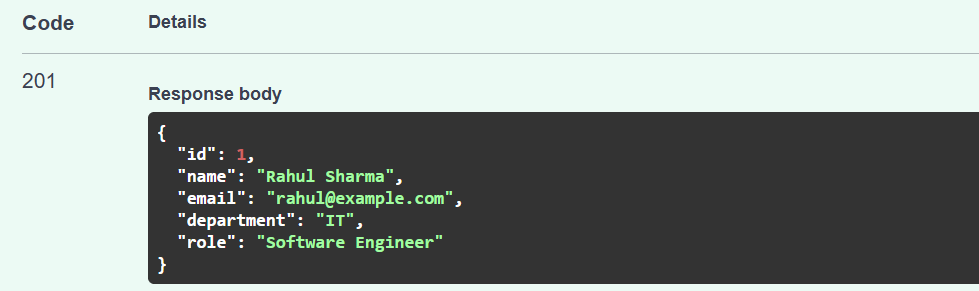 Code Details
201
Response body
{
  "id": 1,
  "name": "Rahul Sharma",
  "email": "rahul@example.com",
  "department": "IT",
  "role": "Software Engineer"
}